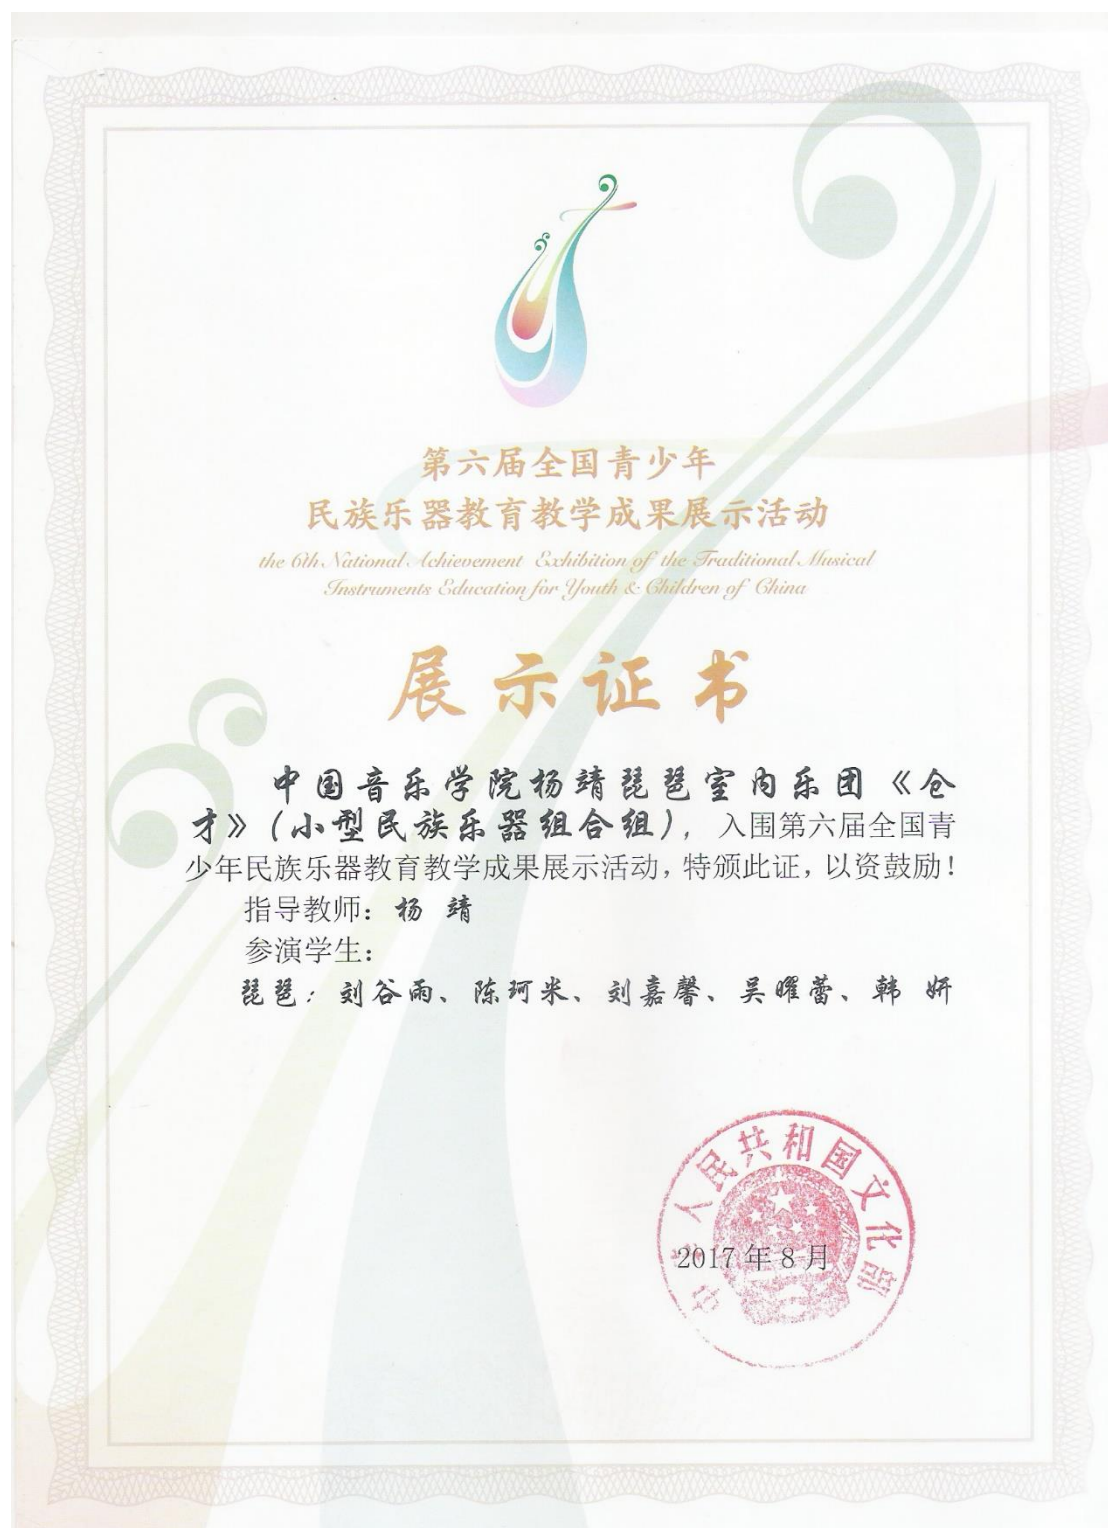 第六届全国青少年
民族乐器教育教学成果展示活动
the 6th National Achievement Exhibition of the Traditional Musical
Instruments Education for Youth & Children of China
展示证书
中国音乐学院杨靖琵琶室内乐团《仓
才》(小型民族乐器组合组)，入围第六届全国青
少年民族乐器教育教学成果展示活动，特颁此证，以资鼓励！
指导教师：杨 靖
参演学生：
琵琶：刘谷雨、陈珂米、刘嘉馨、吴曜蕾、韩 妍
中华人民共和国文化部
2017年8月